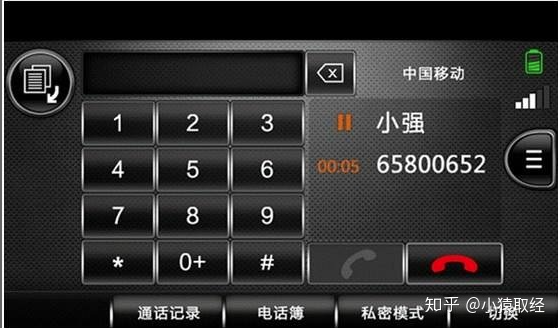 中国移动
1 2 3
小强
4 5 6
00:05 65800652
7 8 9
* 0+ #
通话记录 电话簿 私密模式 切换
知乎 @小猿取经